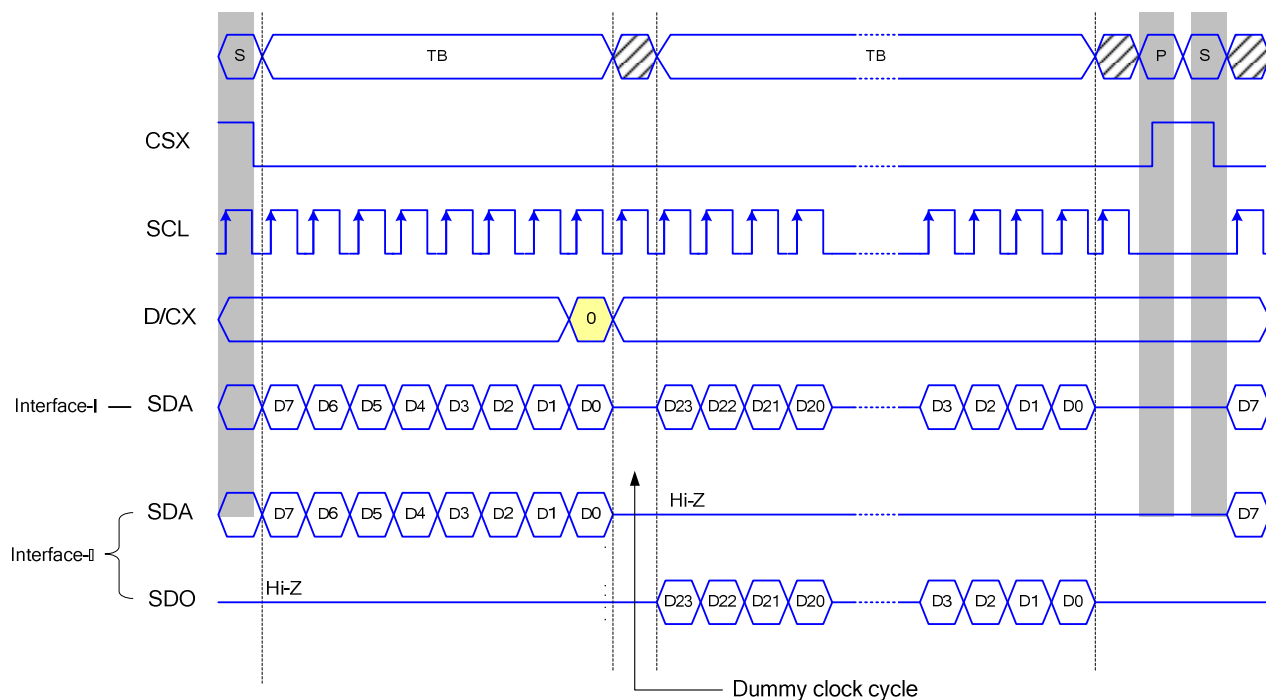 S TB TB P S
CSX
SCL
D/CX 0
Interface-I SDA D7 D6 D5 D4 D3 D2 D1 D0 D23 D22 D21 D20 D3 D2 D1 D0 D7
SDA D7 D6 D5 D4 D3 D2 D1 D0 Hi-Z D7
Interface-▯
SDO Hi-Z D23 D22 D21 D20 D3 D2 D1 D0
Dummy clock cycle